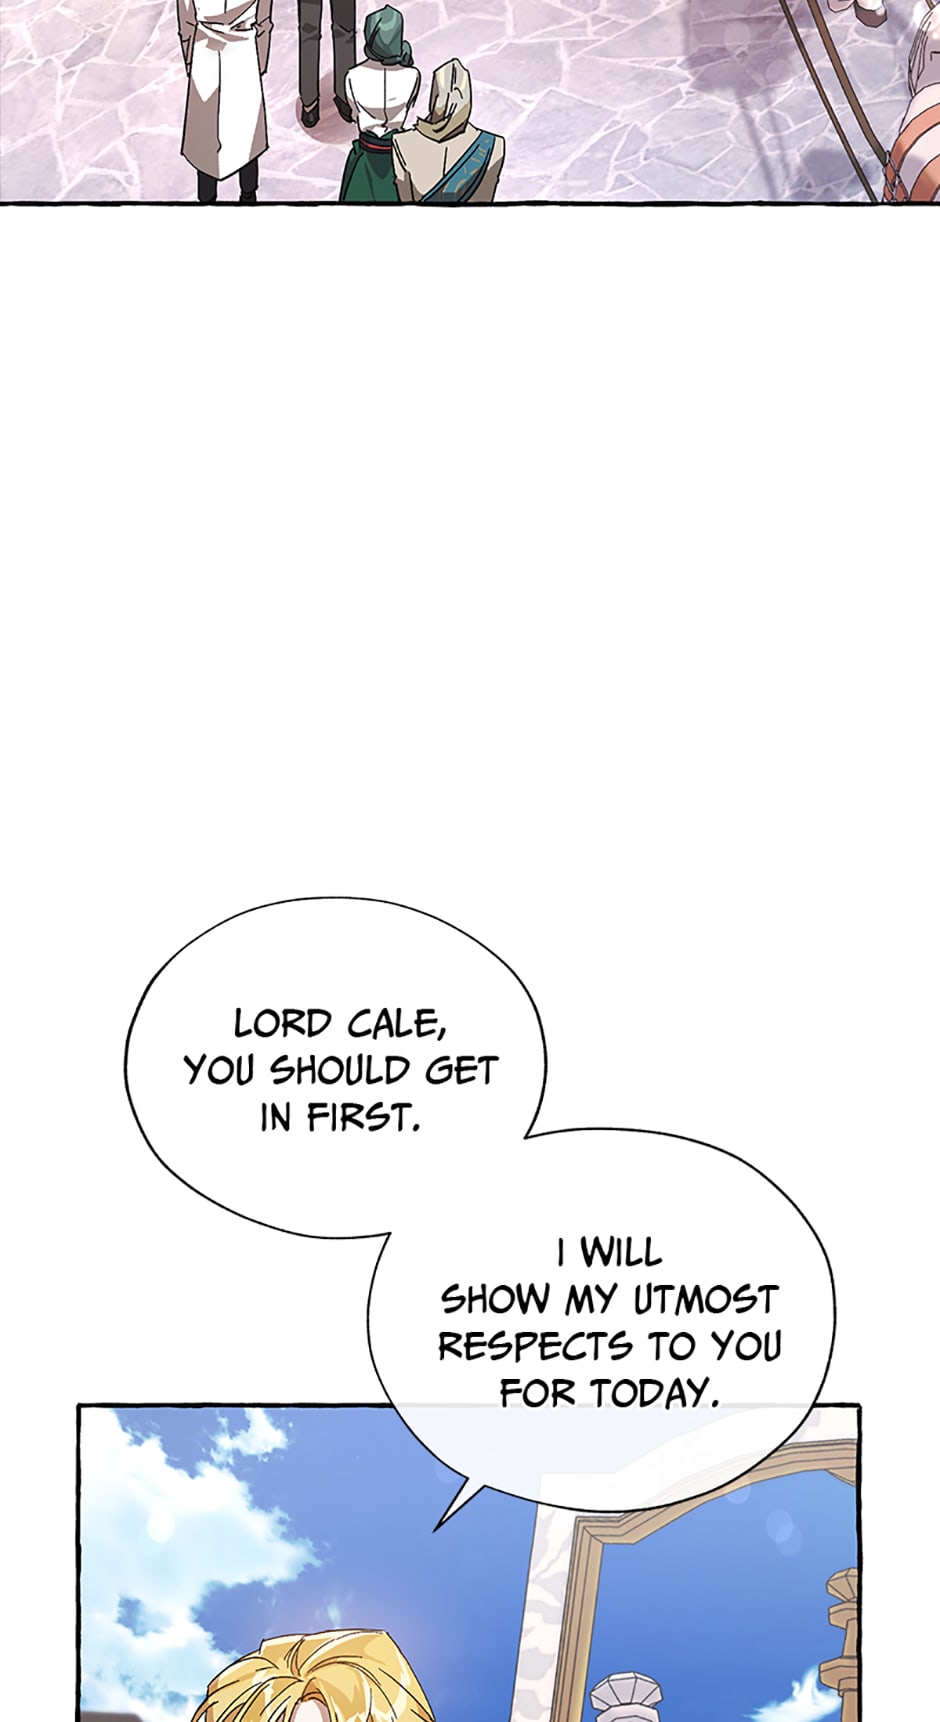 LORD CALE,
YOU SHOULD GET
IN FIRST.
I WILL
SHOW MY UTMOST
RESPECTS TO YOU
FOR TODAY.